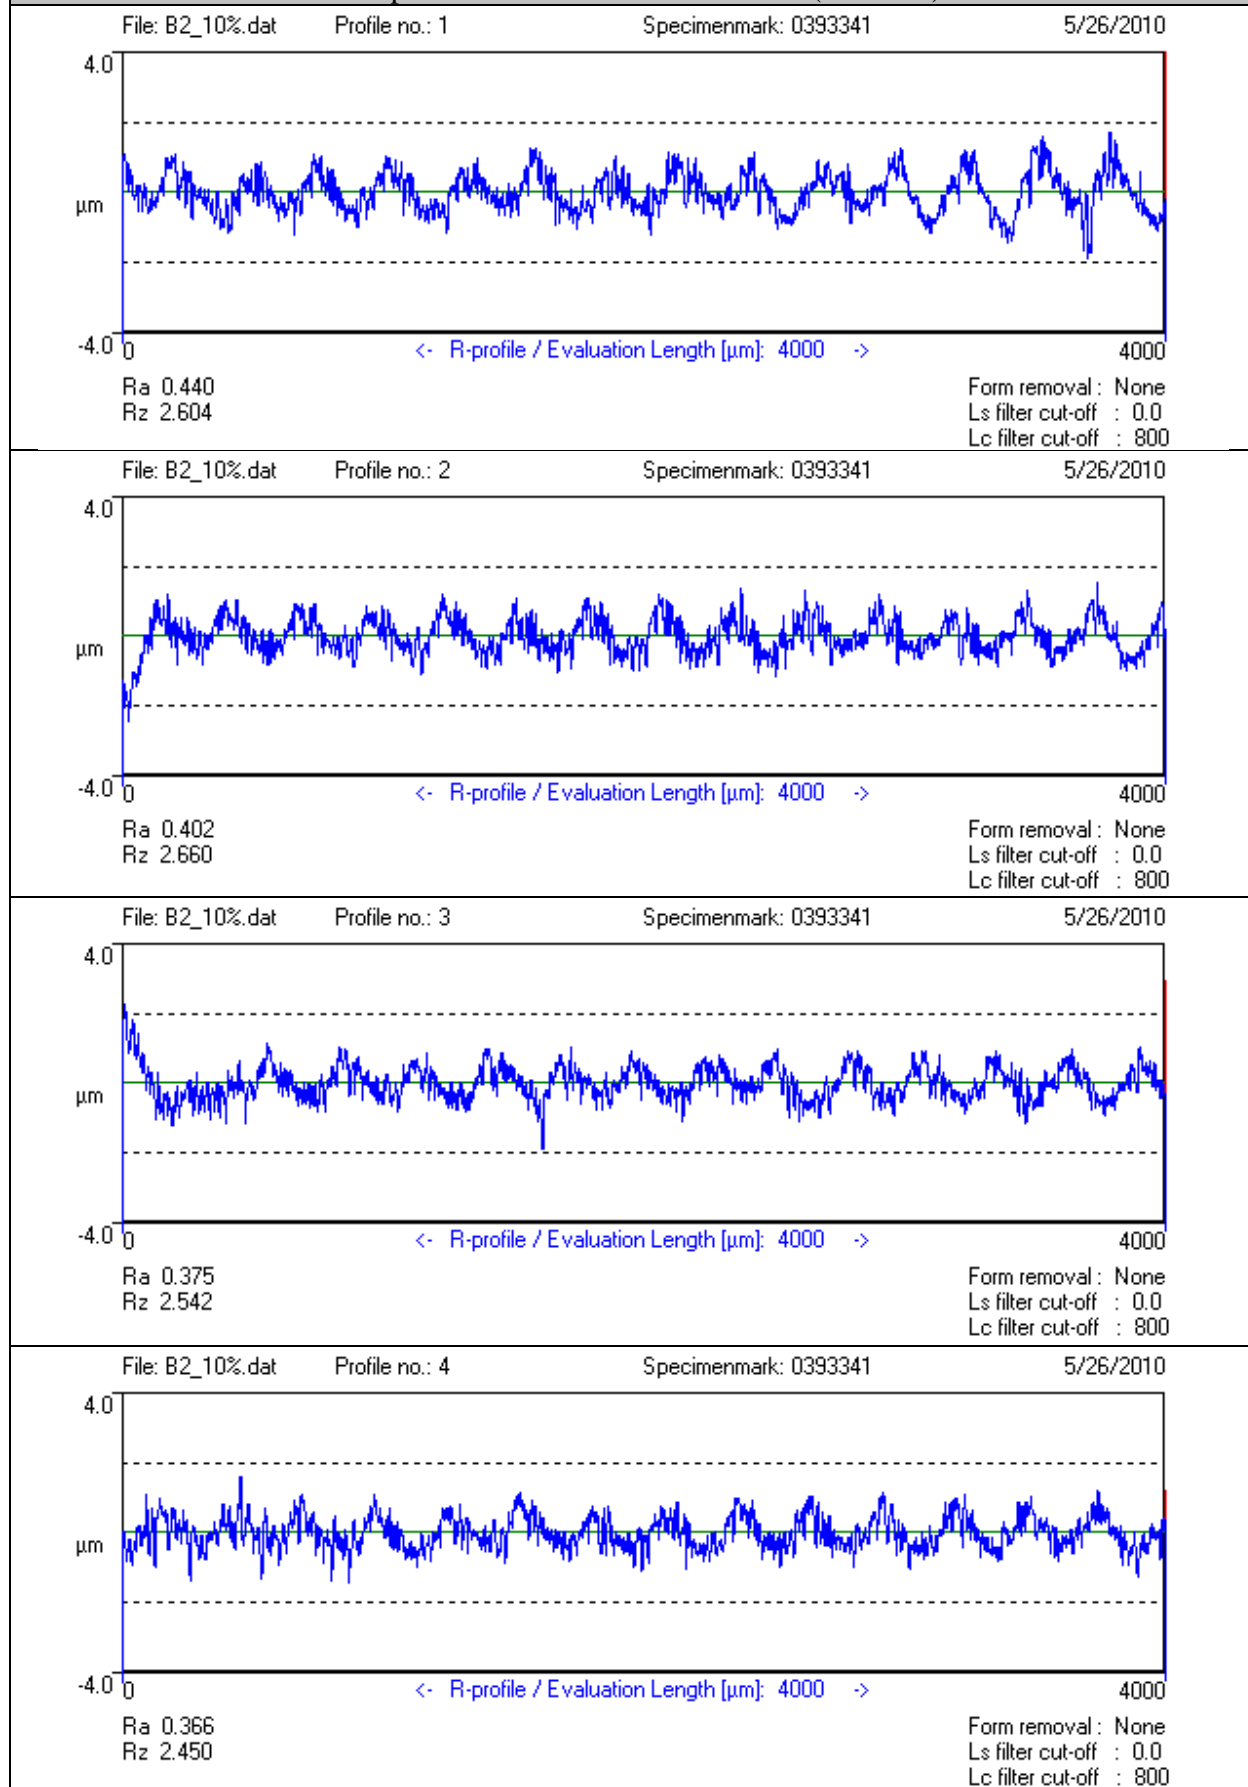 File: B2_10%.dat Profile no.: 1 Specimenmark: 0393341 5/26/2010
4.0
µm
-4.0 0 <- R-profile / Evaluation Length [µm]: 4000 -> 4000
Ra 0.440 Form removal : None
Rz 2.604 Ls filter cut-off : 0.0
Lc filter cut-off : 800
File: B2_10%.dat Profile no.: 2 Specimenmark: 0393341 5/26/2010
4.0
µm
-4.0 0 <- R-profile / Evaluation Length [µm]: 4000 -> 4000
Ra 0.402 Form removal : None
Rz 2.660 Ls filter cut-off : 0.0
Lc filter cut-off : 800
File: B2_10%.dat Profile no.: 3 Specimenmark: 0393341 5/26/2010
4.0
µm
-4.0 0 <- R-profile / Evaluation Length [µm]: 4000 -> 4000
Ra 0.375 Form removal : None
Rz 2.542 Ls filter cut-off : 0.0
Lc filter cut-off : 800
File: B2_10%.dat Profile no.: 4 Specimenmark: 0393341 5/26/2010
4.0
µm
-4.0 0 <- R-profile / Evaluation Length [µm]: 4000 -> 4000
Ra 0.366 Form removal : None
Rz 2.450 Ls filter cut-off : 0.0
Lc filter cut-off : 800